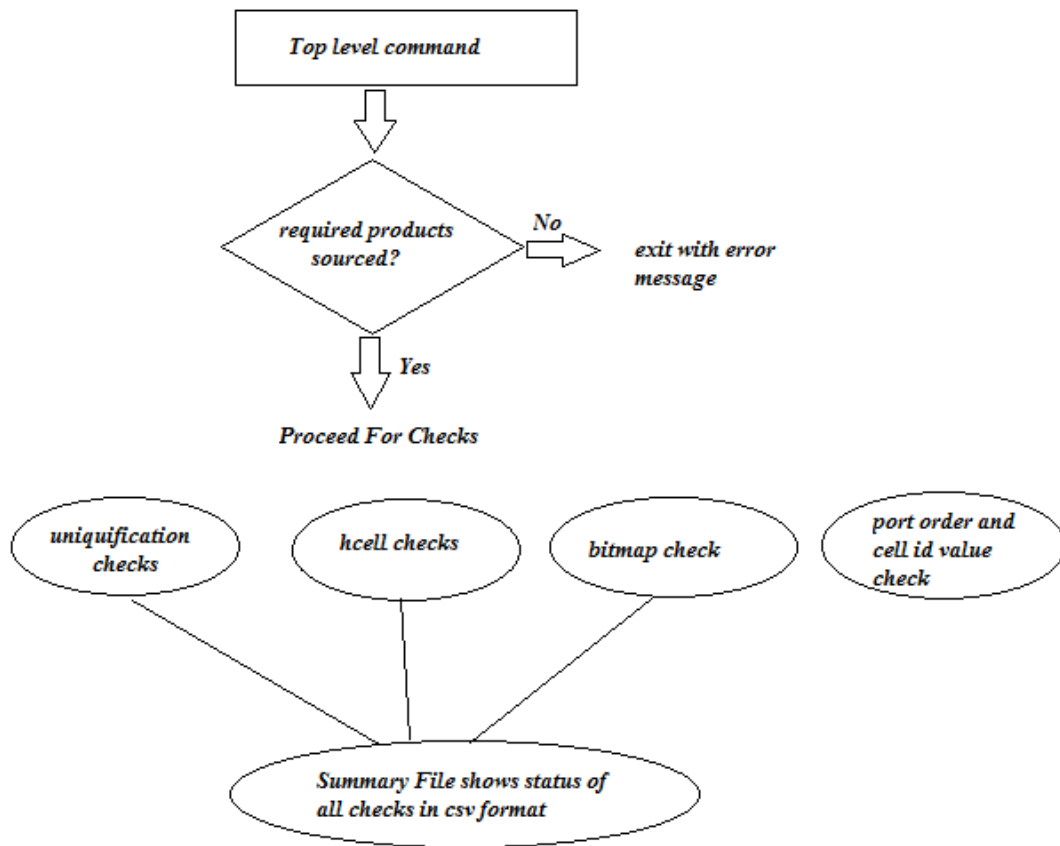 Top level command
required products
sourced?
No
exit with error
message
Yes
Proceed For Checks
uniquification
checks
hcell checks
bitmap check
port order and
cell id value
check
Summary File shows status of
all checks in csv format